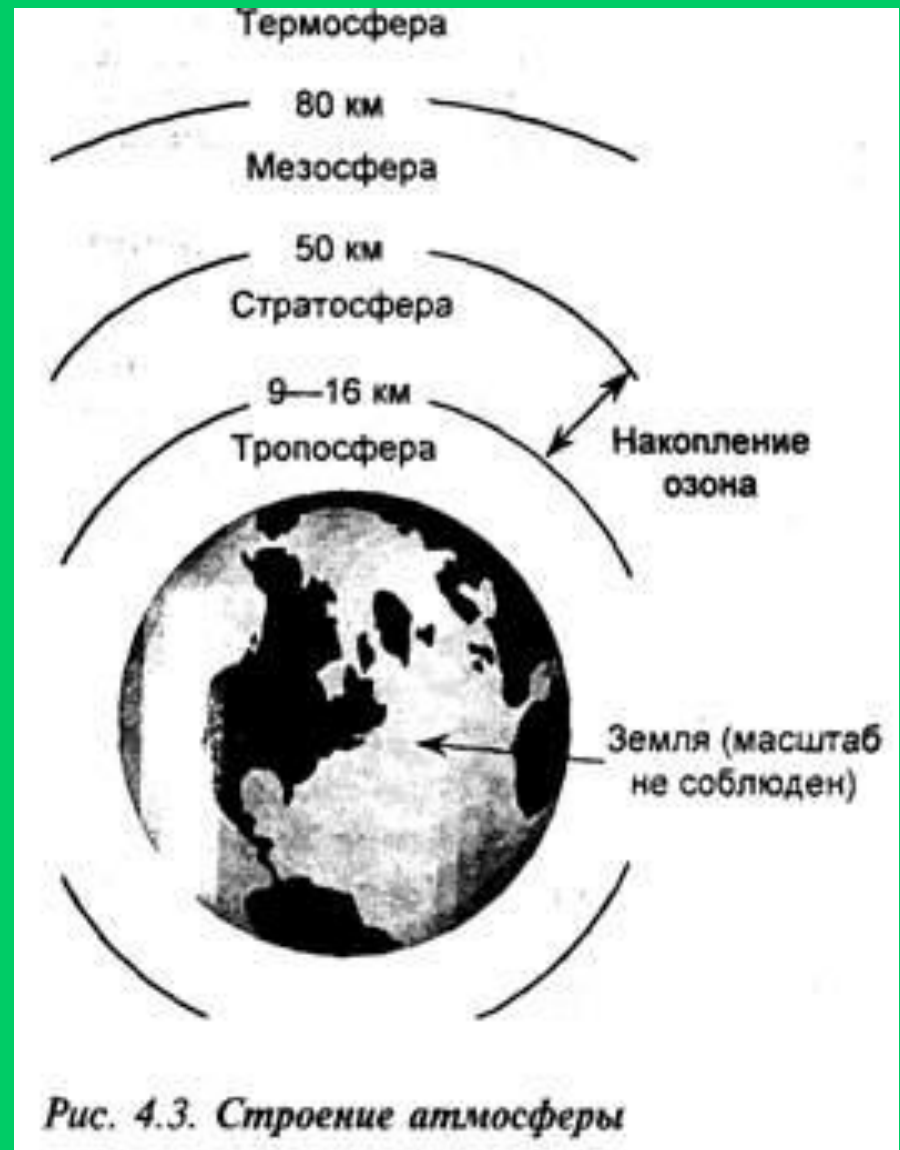 Термосфера
80 км
Мезосфера
50 км
Стратосфера
9—16 км
Тропосфера
Накопление
озона
Земля (масштаб
не соблюден)
Рис. 4.3. Строение атмосферы